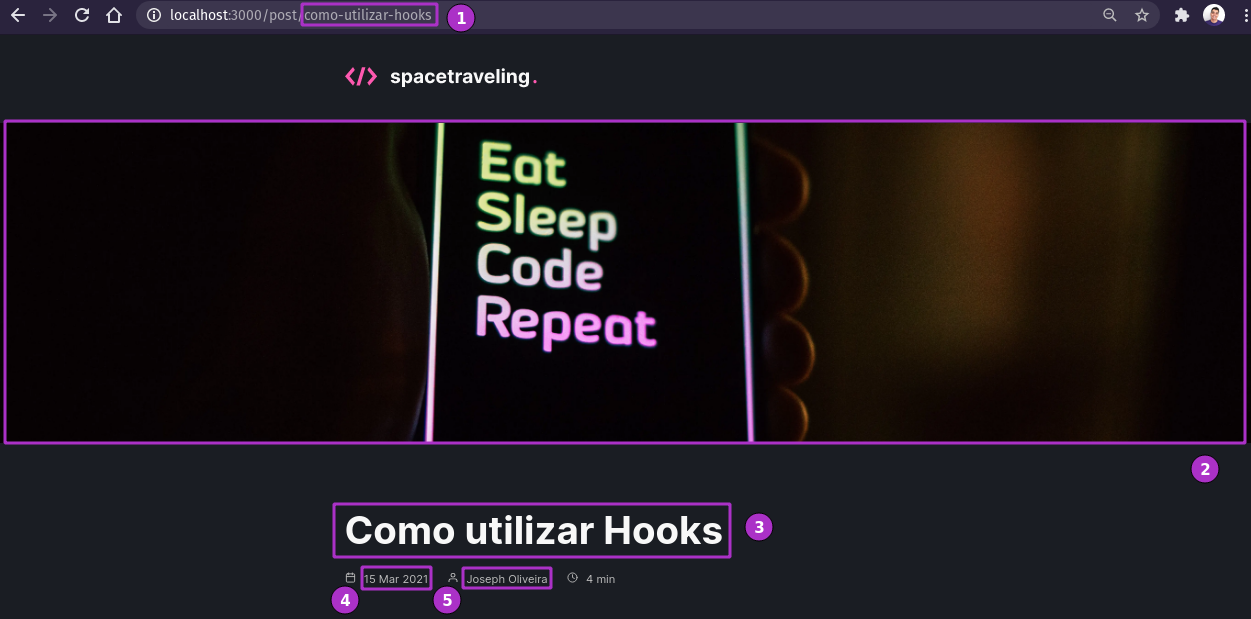 localhost:3000/post/como-utilizar-hooks
1
</> spacetraveling.
Eat
Sleep
Code
Repeat
2
Como utilizar Hooks
3
15 Mar 2021 Joseph Oliveira 4 min
4 5